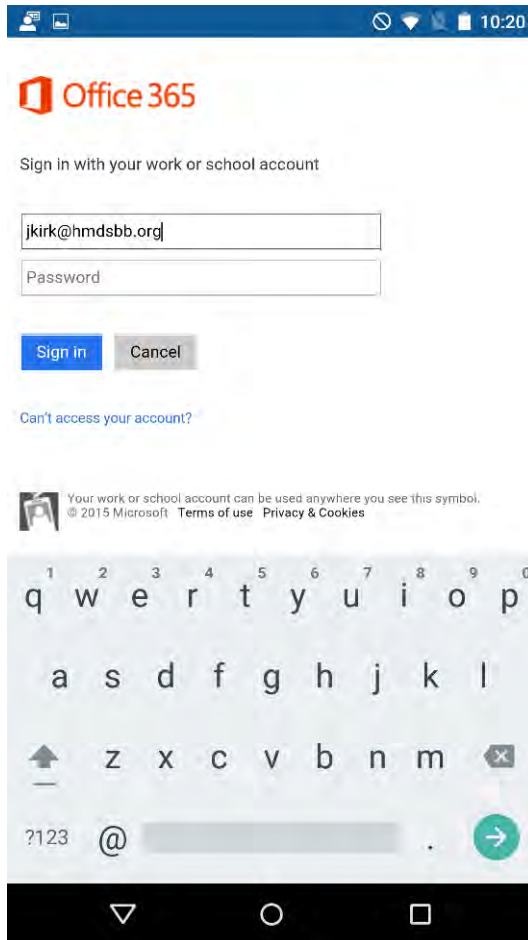 10:20
Office 365
Sign in with your work or school account
jkirk@hmdsbb.org
Password
Sign in Cancel
Can't access your account?
Your work or school account can be used anywhere you see this symbol.
© 2015 Microsoft Terms of use Privacy & Cookies
1 2 3 4 5 6 7 8 9 0
q w e r t y u i o p
a s d f g h j k l
z x c v b n m
?123 @ .